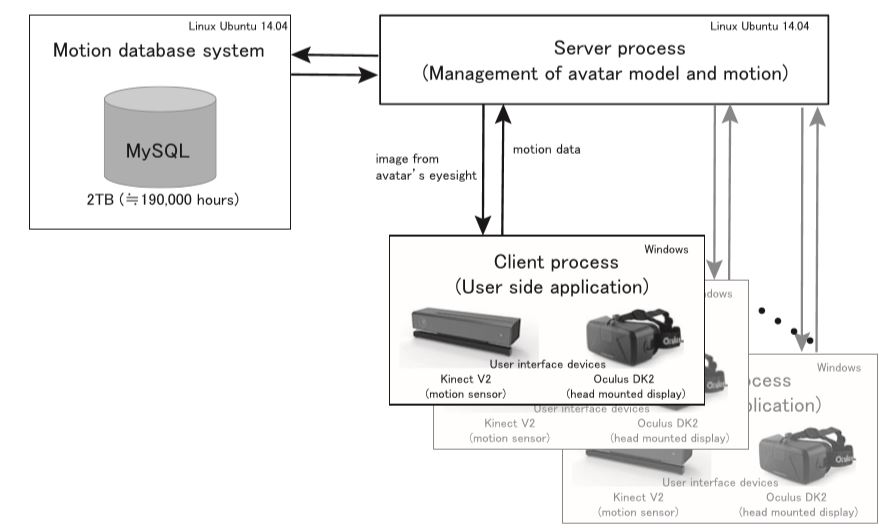 Linux Ubuntu 14.04
Motion database system
MySQL
2TB (≒190,000 hours)
Linux Ubuntu 14.04
Server process
(Management of avatar model and motion)
image from
avatar's eyesight
motion data
Windows
Client process
(User side application)
User interface devices
Kinect V2
(motion sensor)
Oculus DK2
(head mounted display)
User interface devices
Kinect V2
(motion sensor)
Oculus DK2
(head mounted display)
Windows
User interface devices
Kinect V2
(motion sensor)
Oculus DK2
(head mounted display)